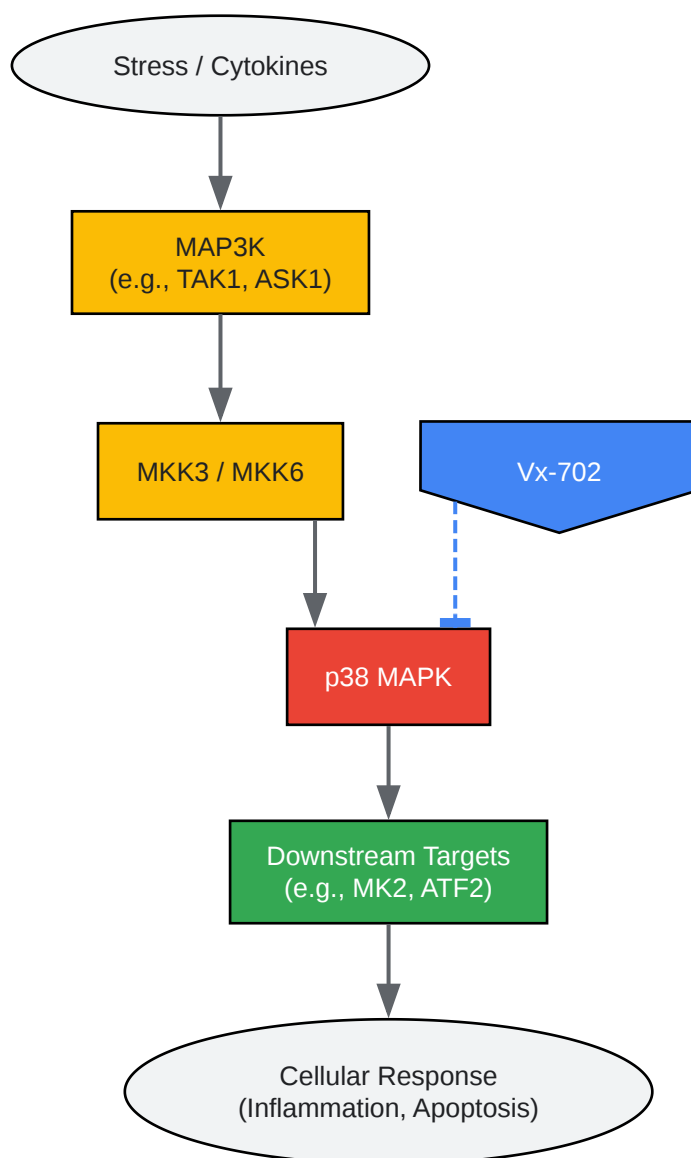 Stress / Cytokines
MAP3K
(e.g., TAK1, ASK1)
MKK3 / MKK6
Vx-702
p38 MAPK
Downstream Targets
(e.g., MK2, ATF2)
Cellular Response
(Inflammation, Apoptosis)